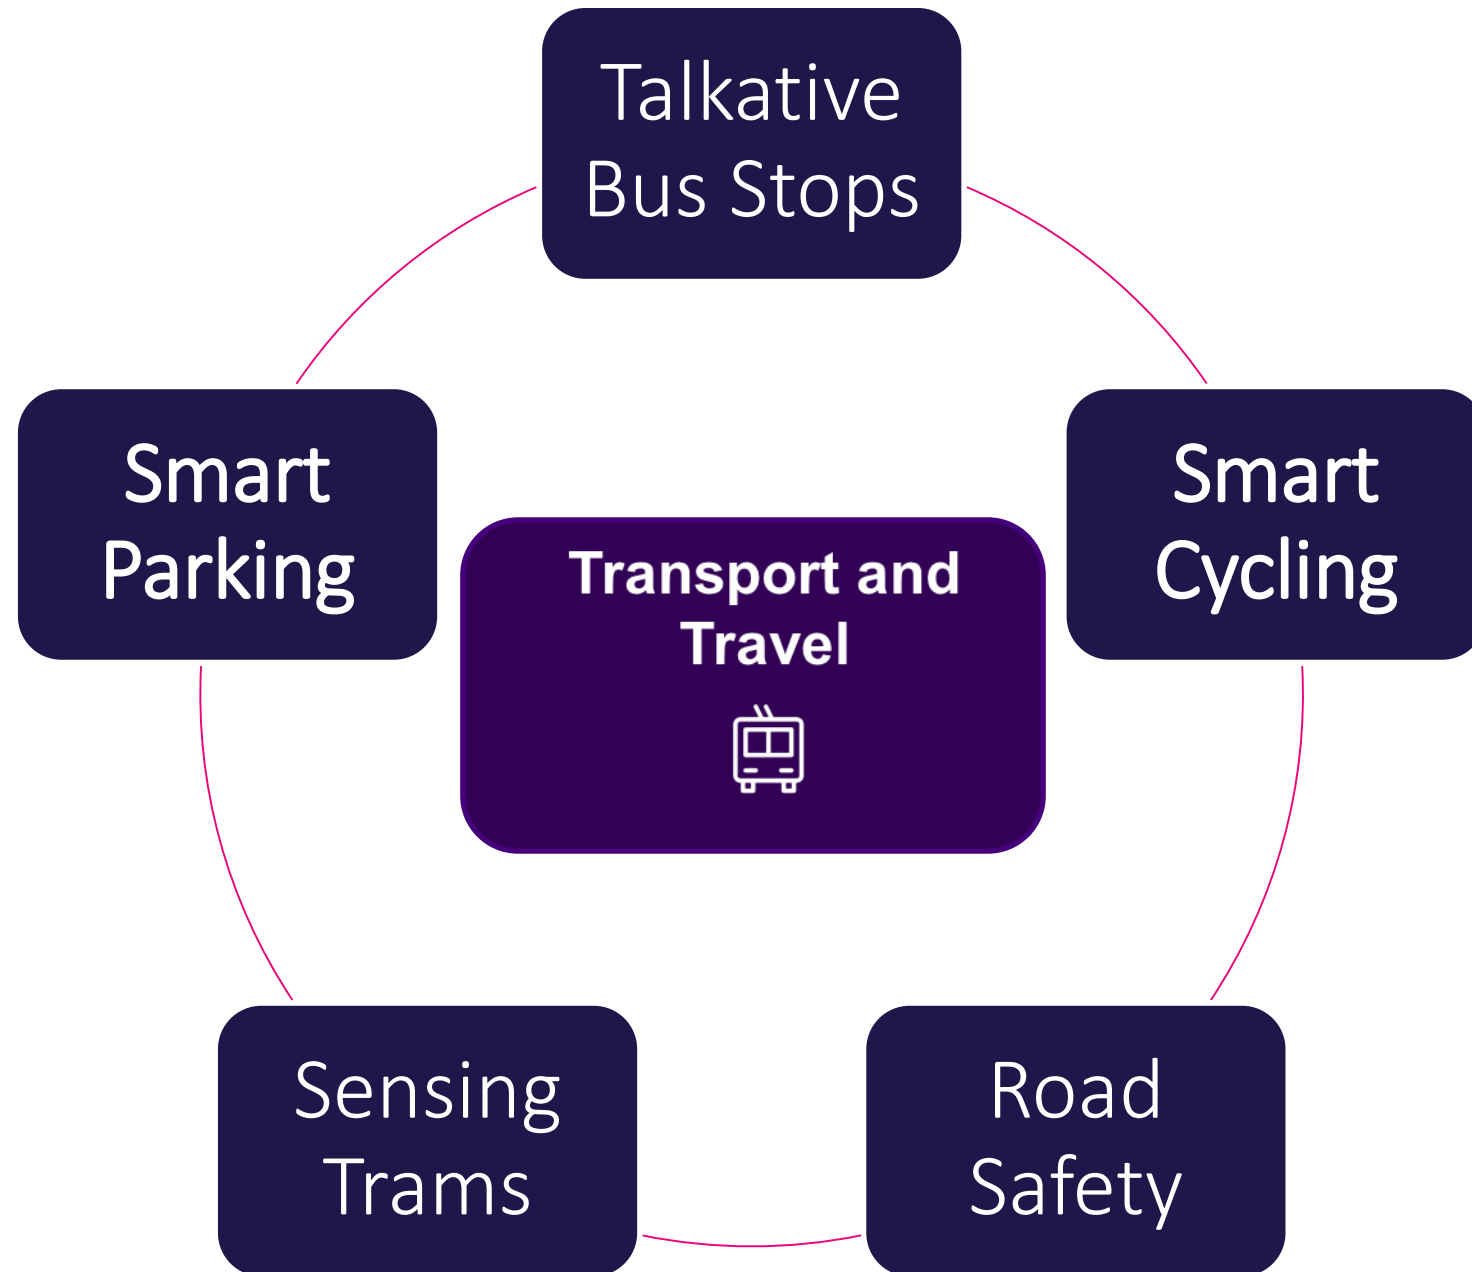 Talkative
Bus Stops
Smart
Parking
Smart
Cycling
Transport and
Travel
Sensing
Trams
Road
Safety